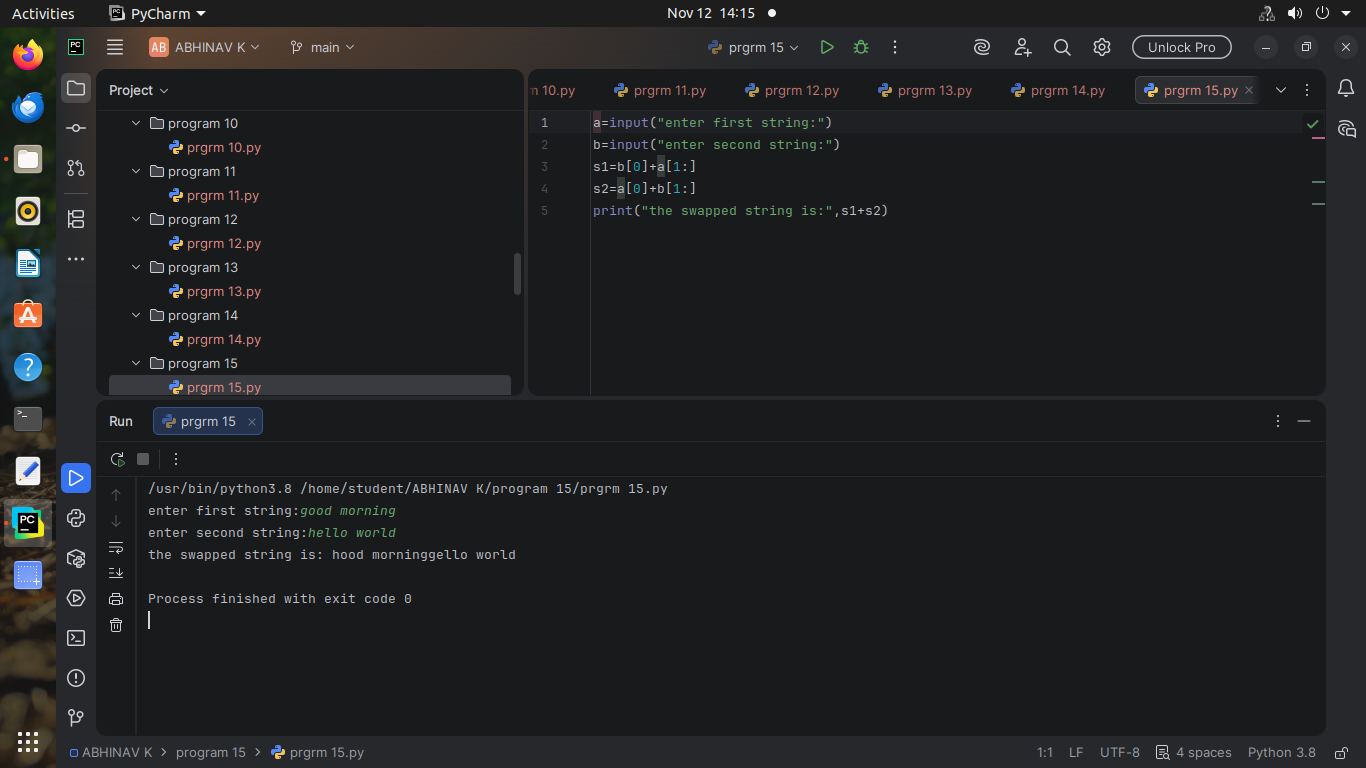 Activities PyCharm Nov 12 14:15
PC AB ABHINAV K main prgrm 15 Unlock Pro
Project
program 10
prgrm 10.py
program 11
prgrm 11.py
program 12
prgrm 12.py
program 13
prgrm 13.py
program 14
prgrm 14.py
program 15
prgrm 15.py
m 10.py prgrm 11.py prgrm 12.py prgrm 13.py prgrm 14.py prgrm 15.py
1 a=input("enter first string:")
2 b=input("enter second string:")
3 s1=b[0]+a[1:]
4 s2=a[0]+b[1:]
5 print("the swapped string is:",s1+s2)
Run prgrm 15
/usr/bin/python3.8 /home/student/ABHINAV K/program 15/prgrm 15.py
enter first string:good morning
enter second string:hello world
the swapped string is: hood morninggello world
Process finished with exit code 0
PC
ABHINAV K program 15 prgrm 15.py 1:1 LF UTF-8 4 spaces Python 3.8